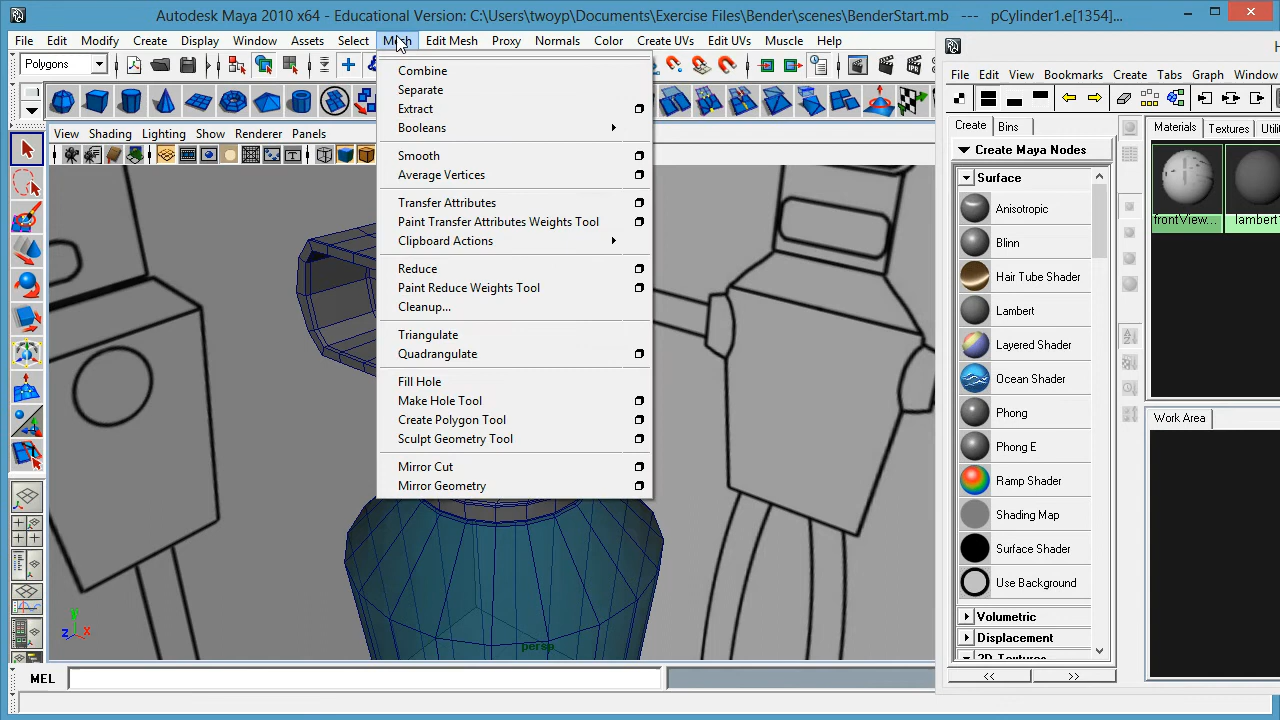 Autodesk Maya 2010 x64 - Educational Version: C:\Users\twoyp\Documents\Exercise Files\Bender\scenes\BenderStart.mb --- pCylinder1.e[1354]...
File Edit Modify Create Display Window Assets Select Mesh Edit Mesh Proxy Normals Color Create UVs Edit UVs Muscle Help
Polygons
IPR
View Shading Lighting Show Renderer Panels
Combine
Separate
Extract
Booleans
Smooth
Average Vertices
Transfer Attributes
Paint Transfer Attributes Weights Tool
Clipboard Actions
Reduce
Paint Reduce Weights Tool
Cleanup...
Triangulate
Quadrangulate
Fill Hole
Make Hole Tool
Create Polygon Tool
Sculpt Geometry Tool
Mirror Cut
Mirror Geometry
y
z x
persp
MEL
File Edit View Bookmarks Create Tabs Graph Window
Create Bins
Create Maya Nodes
Surface
Anisotropic
Blinn
Hair Tube Shader
Lambert
Layered Shader
Ocean Shader
Phong
Phong E
Ramp Shader
Shading Map
Surface Shader
Use Background
Volumetric
Displacement
2D Textures
<< >>
Materials Textures
frontView... lambert1
Work Area